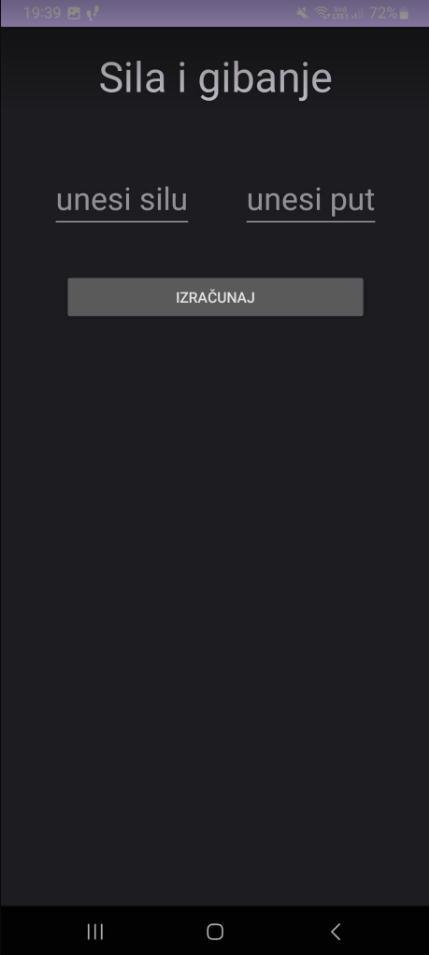 19:39 72%
Sila i gibanje
unesi silu unesi put
IZRAČUNAJ